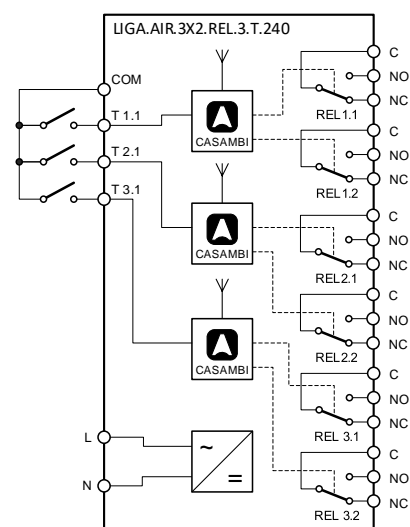 LIGA.AIR.3X2.REL.3.T.240
COM
T 1.1
T 2.1
T 3.1
CASAMBI
CASAMBI
CASAMBI
L
N
~
=
C
NO
NC
REL1.1
C
NO
NC
REL1.2
C
NO
NC
REL2.1
C
NO
NC
REL2.2
C
NO
NC
REL 3.1
C
NO
NC
REL 3.2